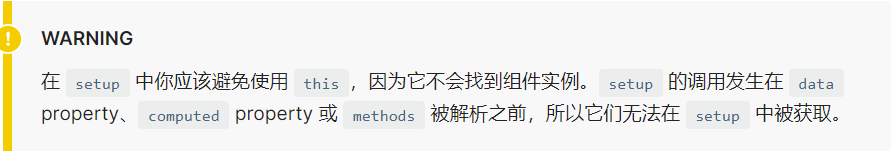 !
WARNING
在 setup 中你应该避免使用 this，因为它不会找到组件实例。setup 的调用发生在 data
property、computed property 或 methods 被解析之前，所以它们无法在 setup 中被获取。